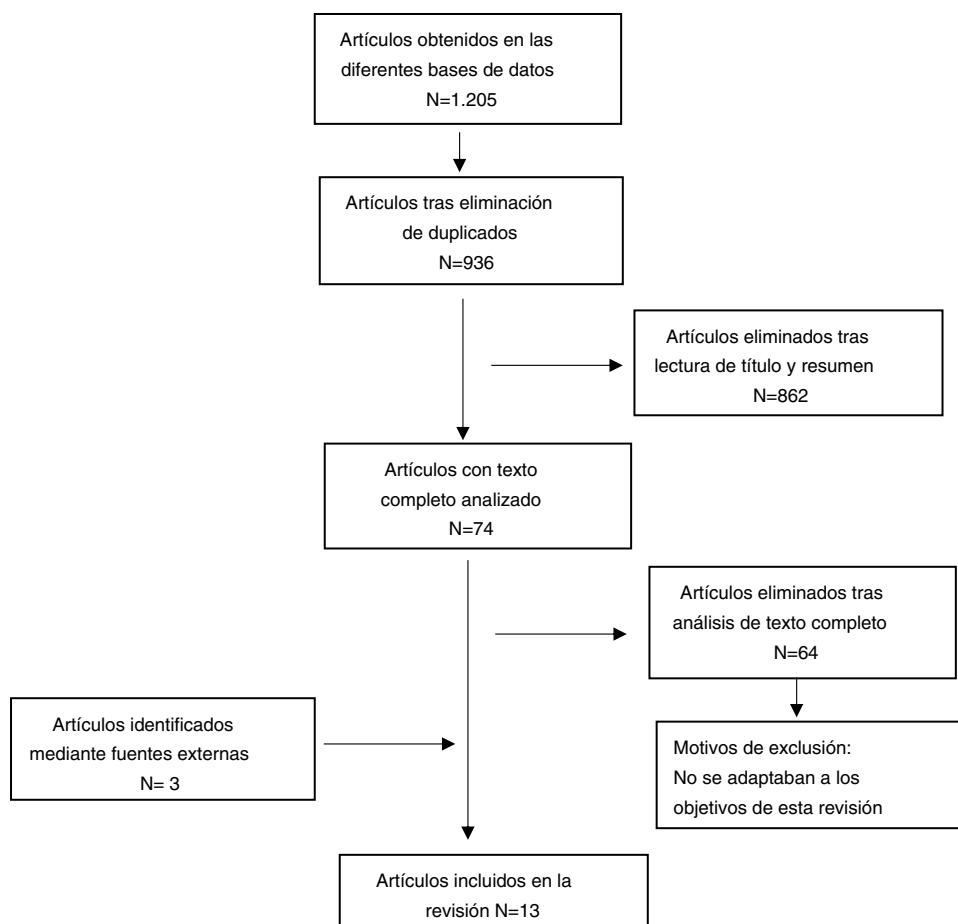 Artículos obtenidos en las
diferentes bases de datos
N=1.205
Artículos tras eliminación
de duplicados
N=936
Artículos eliminados tras
lectura de título y resumen
N=862
Artículos con texto
completo analizado
N=74
Artículos eliminados tras
análisis de texto completo
N=64
Artículos identificados
mediante fuentes externas
N= 3
Motivos de exclusión:
No se adaptaban a los
objetivos de esta revisión
Artículos incluidos en la
revisión N=13